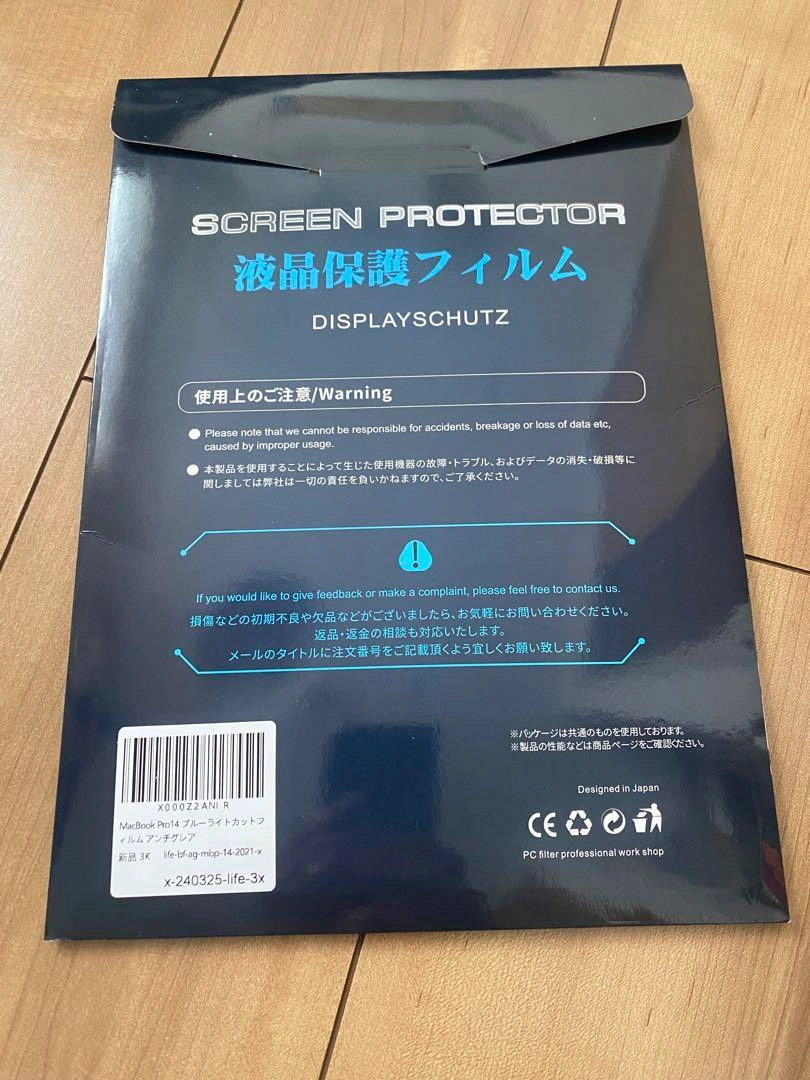 SCREEN PROTECTOR
液晶保護フィルム
DISPLAYSCHUTZ
使用上のご注意/Warning
● Please note that we cannot be responsible for accidents, breakage or loss of data etc,
caused by improper usage.
● 本製品を使用することによって生じた使用機器の故障・トラブル、およびデータの消失・破損等に
関しましては弊社は一切の責任を負いかねますので、ご了承ください。
If you would like to give feedback or make a complaint, please feel free to contact us.
損傷などの初期不良や欠品などがございましたら、お気軽にお問い合わせください。
返品・返金の相談も対応いたします。
メールのタイトルに注文番号をご記載頂くよう宜しくお願い致します。
※パッケージは共通のものを使用しております。
※製品の性能などは商品ページをご確認ください。
Designed in Japan
CE
PC filter professional work shop
X000Z2ANI R
MacBook Pro14 ブルーライトカットフ
ィルム アンチグレア
新品 3K life-bf-ag-mbp-14-2021-x
x-240325-life-3x